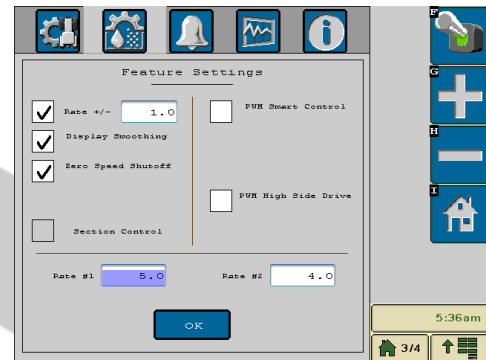 Feature Settings
Rate +/- 1.0
PWM Smart Control
Display Smoothing
Zero Speed Shutoff
PWM High Side Drive
Section Control
Rate #1 5.0 Rate #2 4.0
OK
F
G
H
I
5:36am
3/4